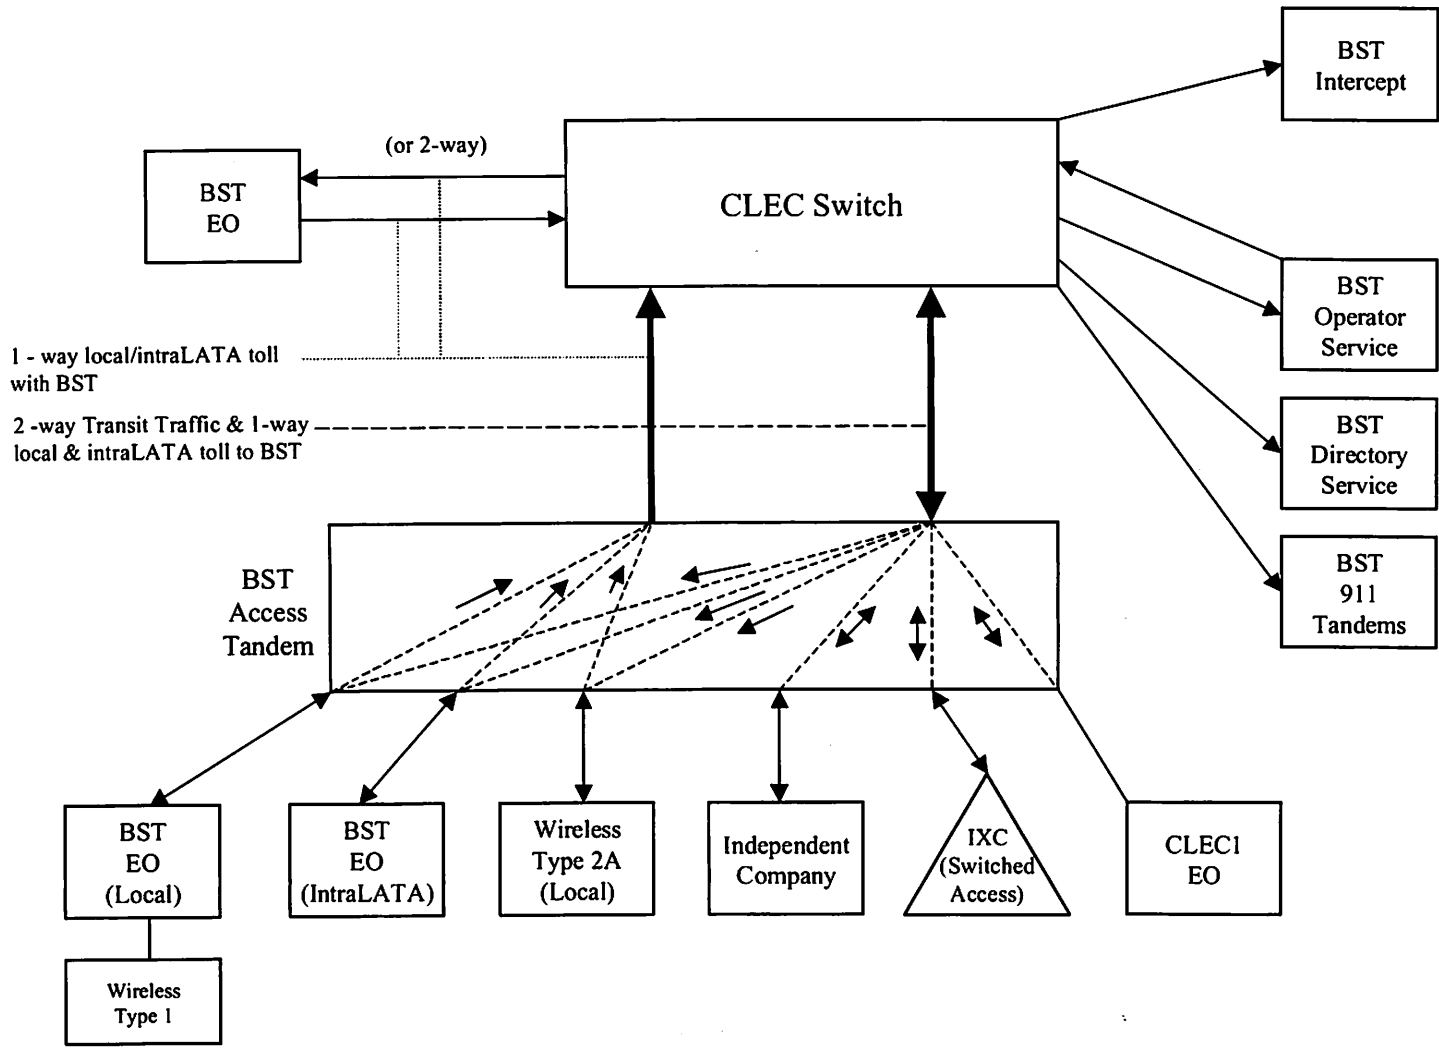 BST
Intercept
(or 2-way)
BST
EO
CLEC Switch
BST
Operator
Service
1 - way local/intraLATA toll
with BST
2 -way Transit Traffic & 1-way
local & intraLATA toll to BST
BST
Directory
Service
BST
911
Tandems
BST
Access
Tandem
BST
EO
(Local)
BST
EO
(IntraLATA)
Wireless
Type 2A
(Local)
Independent
Company
IXC
(Switched
Access)
CLEC1
EO
Wireless
Type 1